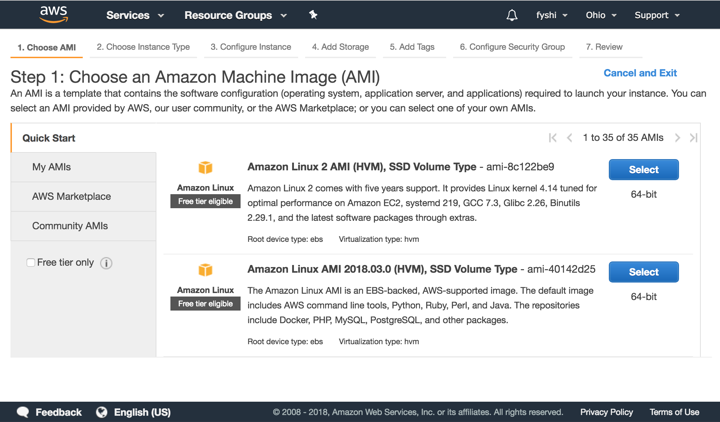 aws Services Resource Groups fyshi Ohio Support
1. Choose AMI 2. Choose Instance Type 3. Configure Instance 4. Add Storage 5. Add Tags 6. Configure Security Group 7. Review
Step 1: Choose an Amazon Machine Image (AMI)
Cancel and Exit
An AMI is a template that contains the software configuration (operating system, application server, and applications) required to launch your instance. You can
select an AMI provided by AWS, our user community, or the AWS Marketplace; or you can select one of your own AMIs.
Quick Start
My AMIs
AWS Marketplace
Community AMIs
Free tier only
1 to 35 of 35 AMIs
Amazon Linux
Free tier eligible
Amazon Linux 2 AMI (HVM), SSD Volume Type - ami-8c122be9
Amazon Linux 2 comes with five years support. It provides Linux kernel 4.14 tuned for
optimal performance on Amazon EC2, systemd 219, GCC 7.3, Glibc 2.26, Binutils
2.29.1, and the latest software packages through extras.
Root device type: ebs Virtualization type: hvm
Select
64-bit
Amazon Linux
Free tier eligible
Amazon Linux AMI 2018.03.0 (HVM), SSD Volume Type - ami-40142d25
The Amazon Linux AMI is an EBS-backed, AWS-supported image. The default image
includes AWS command line tools, Python, Ruby, Perl, and Java. The repositories
include Docker, PHP, MySQL, PostgreSQL, and other packages.
Root device type: ebs Virtualization type: hvm
Select
64-bit
Feedback English (US) © 2008 - 2018, Amazon Web Services, Inc. or its affiliates. All rights reserved. Privacy Policy Terms of Use